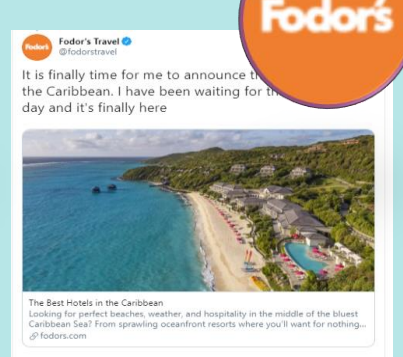 Fodor's
Fodor's
Fodor's Travel
@fodorstravel
It is finally time for me to announce
the Caribbean. I have been waiting for
day and it's finally here
The Best Hotels in the Caribbean
Looking for perfect beaches, weather, and hospitality in the middle of the bluest
Caribbean Sea? From sprawling oceanfront resorts where you'll want for nothing...
fodors.com